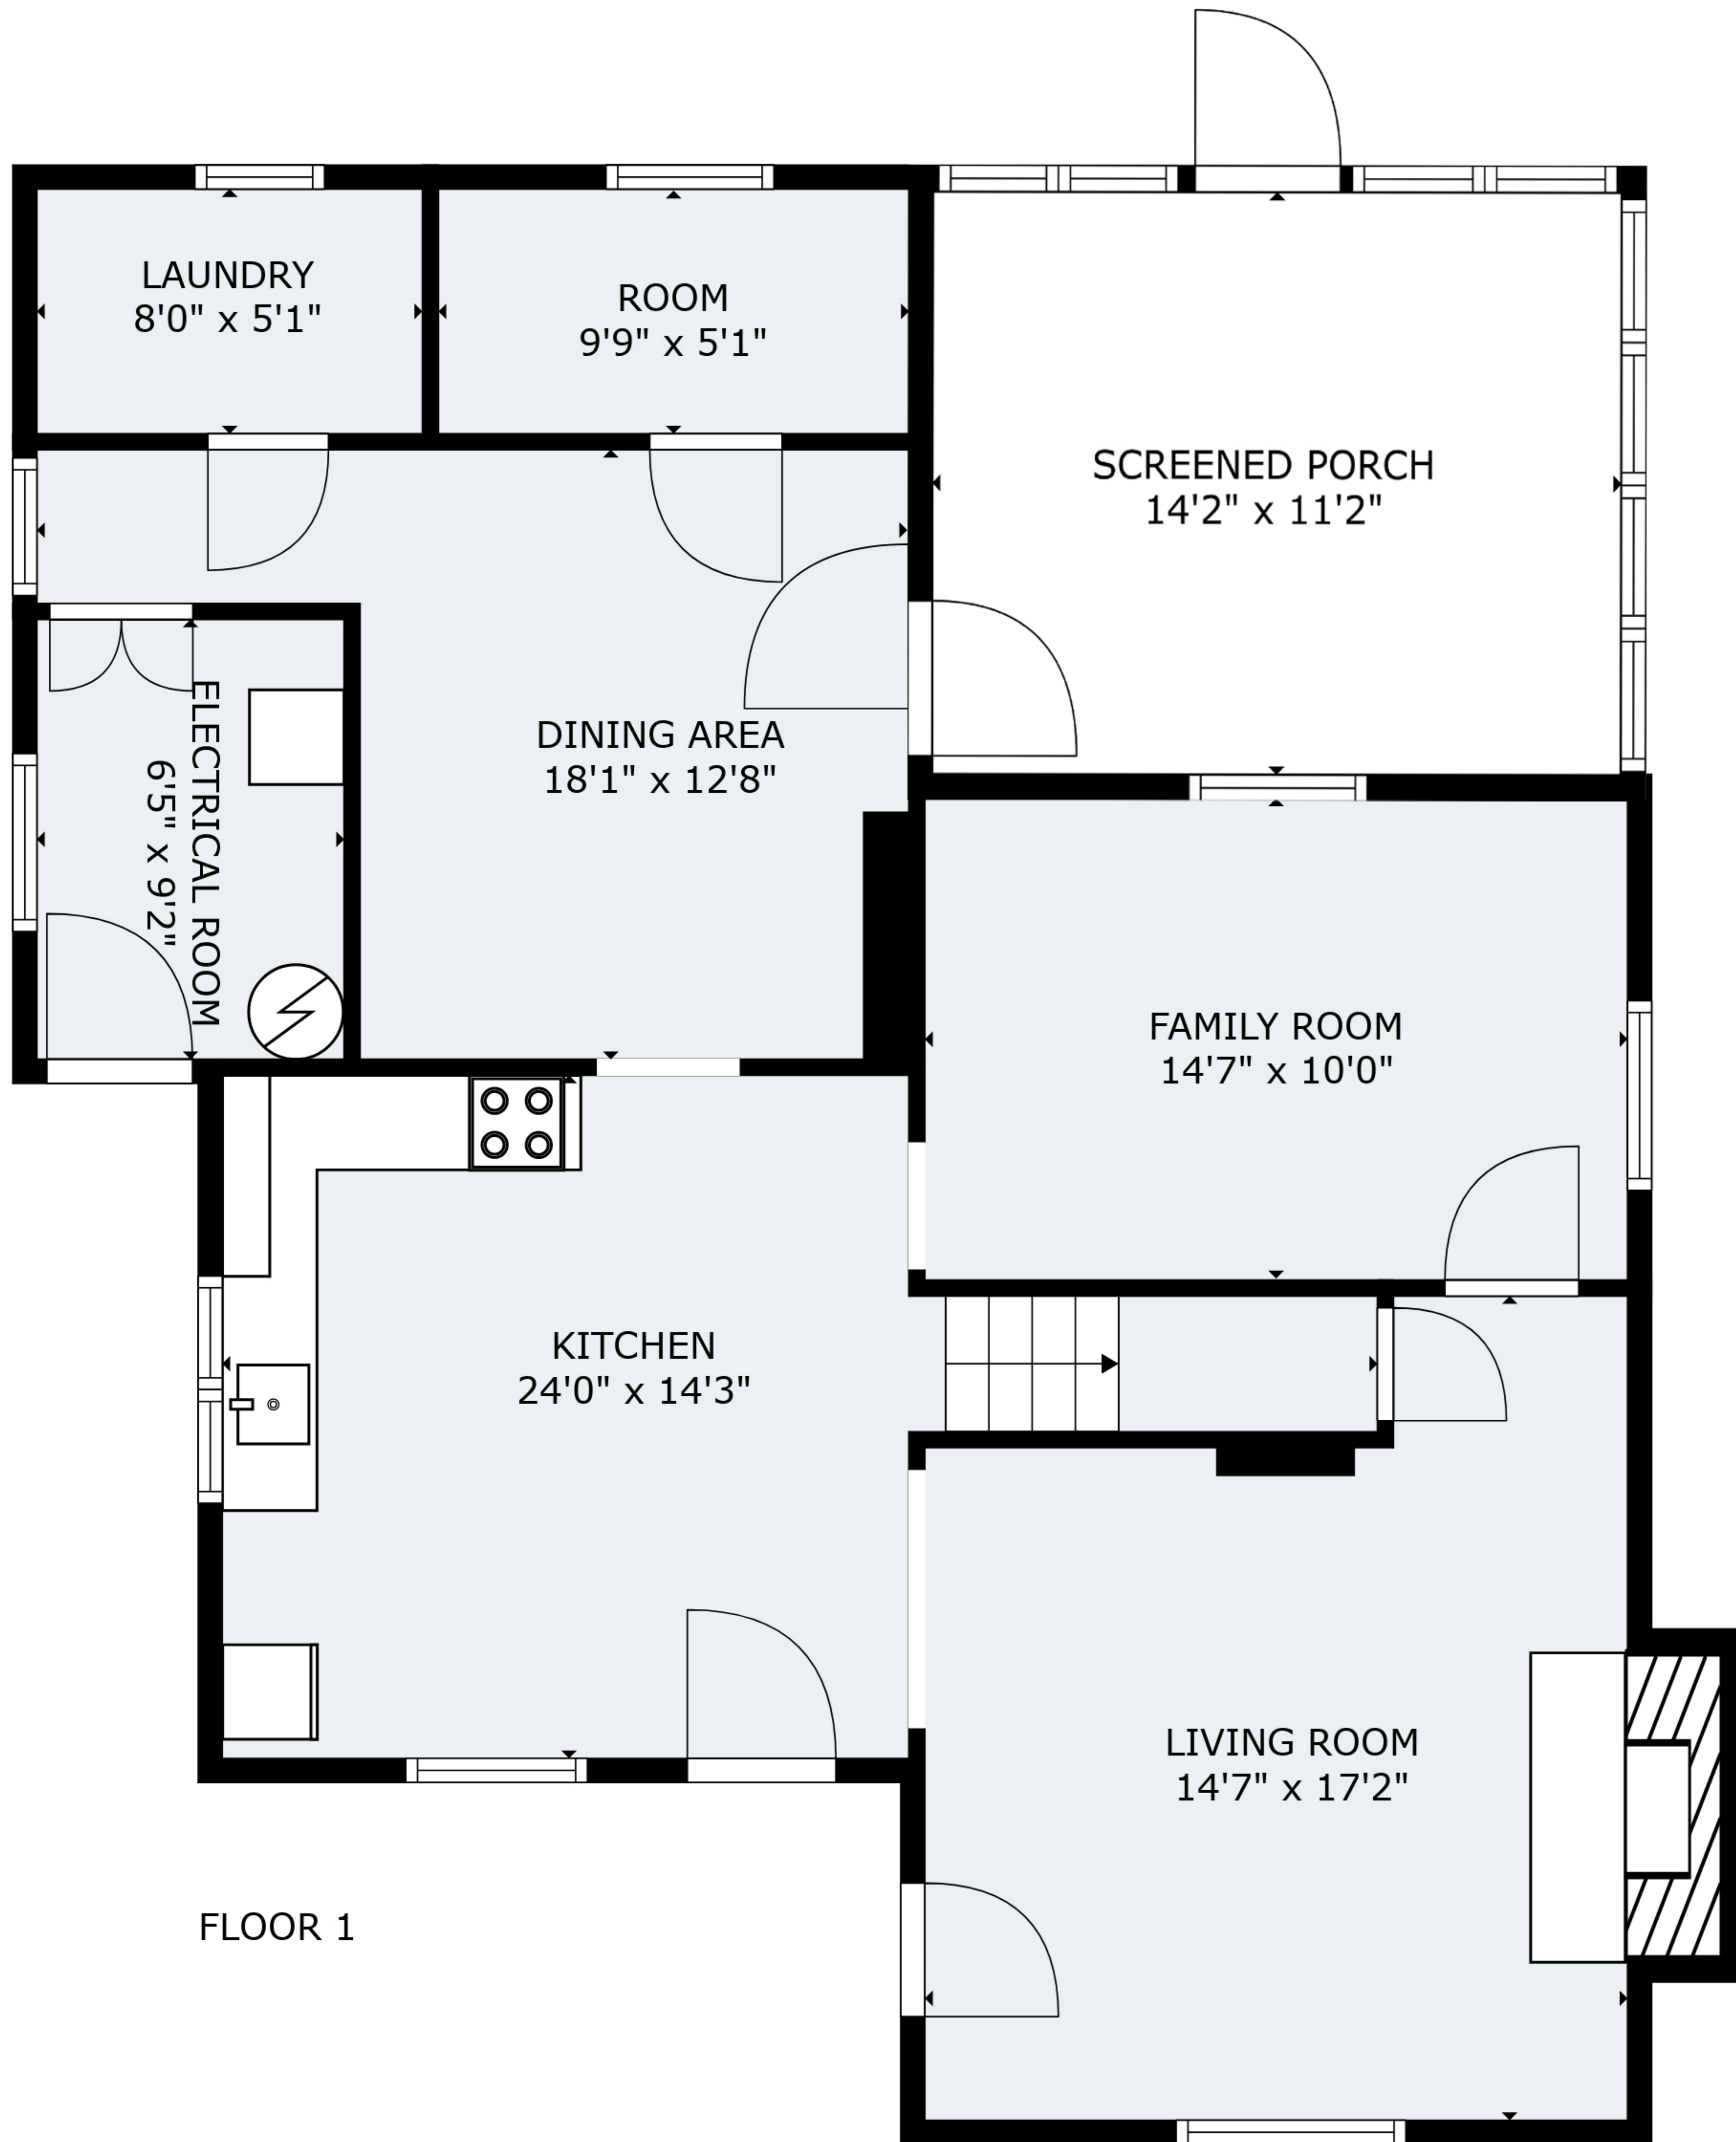 LAUNDRY
8'0" x 5'1"
ROOM
9'9" x 5'1"
SCREENED PORCH
14'2" x 11'2"
DINING AREA
18'1" x 12'8"
ELECTRICAL ROOM
6'5" x 9'2"
FAMILY ROOM
14'7" x 10'0"
KITCHEN
24'0" x 14'3"
LIVING ROOM
14'7" x 17'2"
FLOOR 1